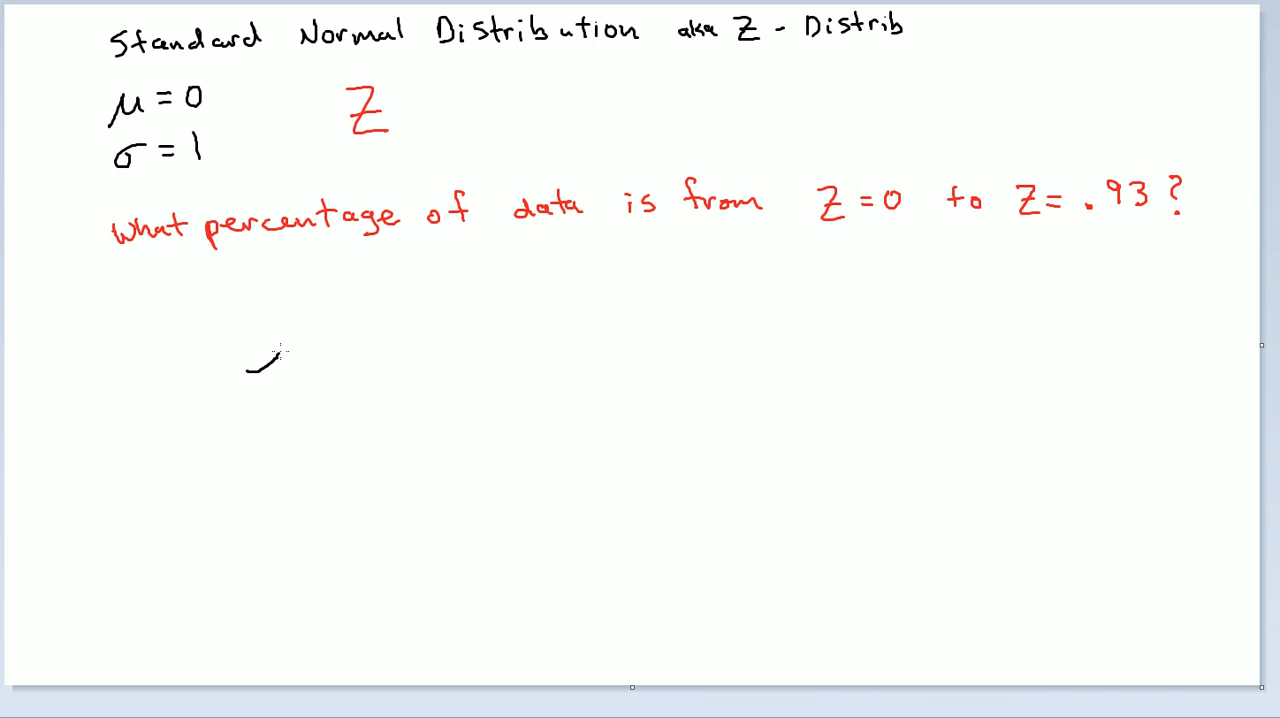 Standard Normal Distribution aka Z - Distrib
μ = 0 Z
σ = 1
What percentage of data is from Z = 0 to Z = .93?